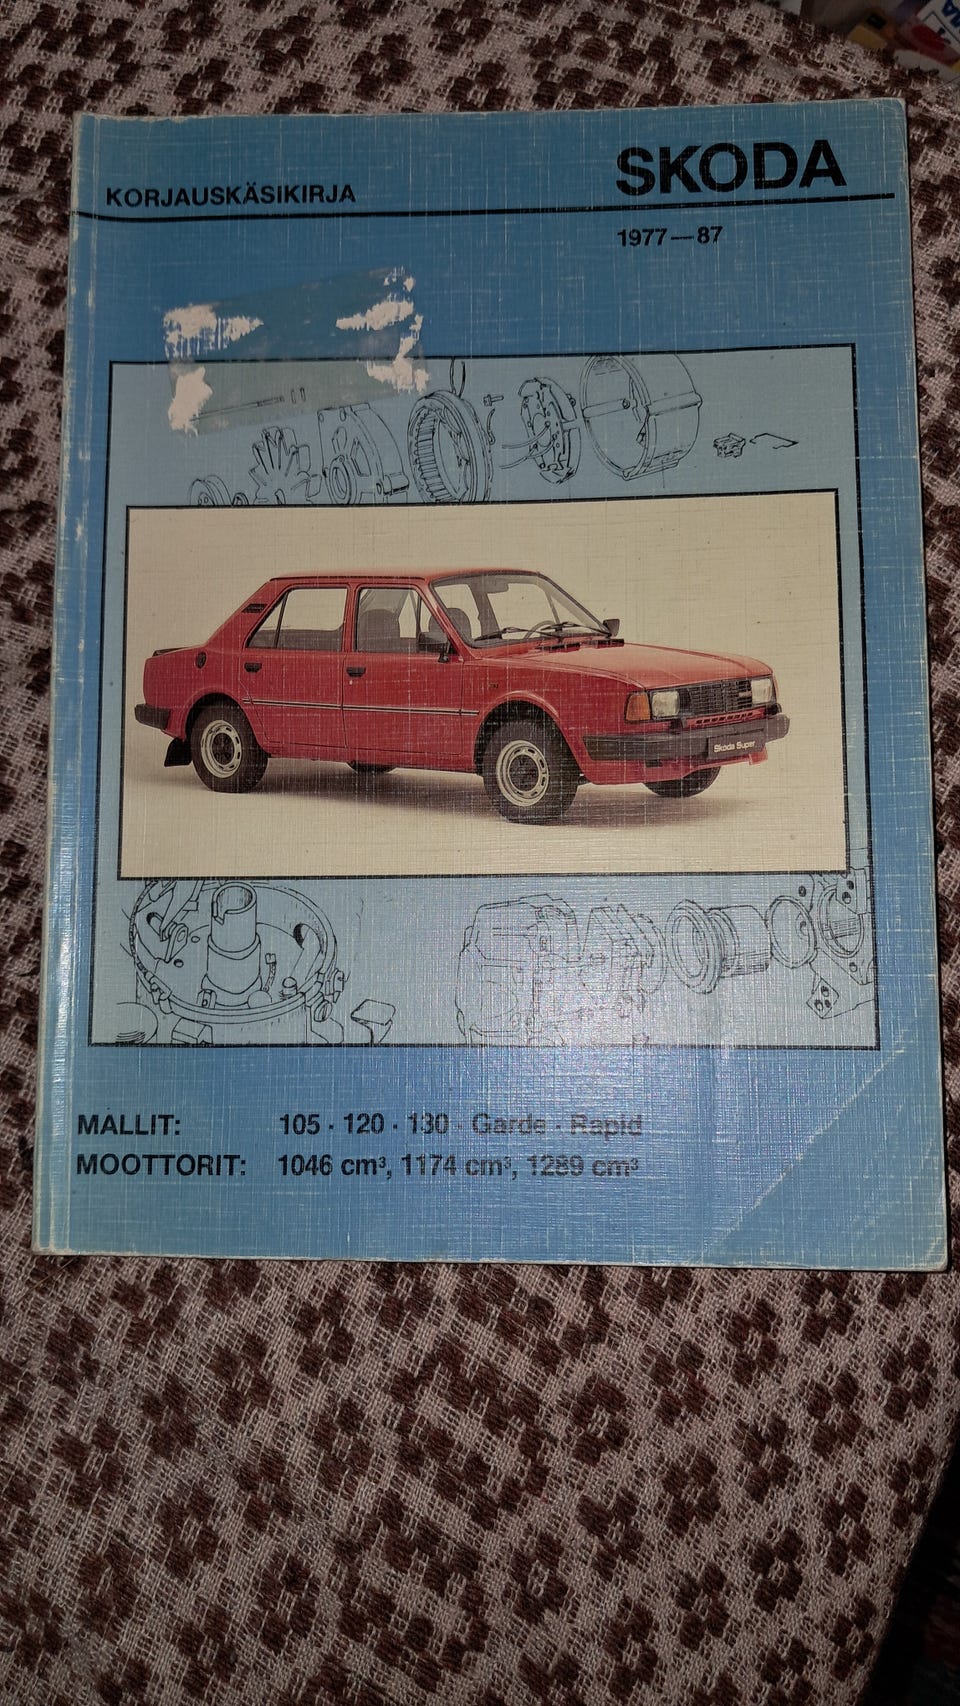 KORJAUSKÄSIKIRJA
SKODA
1977—87
Skoda Super
MALLIT: 105 · 120 · 130 · Garde · Rapid
MOOTTORIT: 1046 cm³, 1174 cm³, 1289 cm³